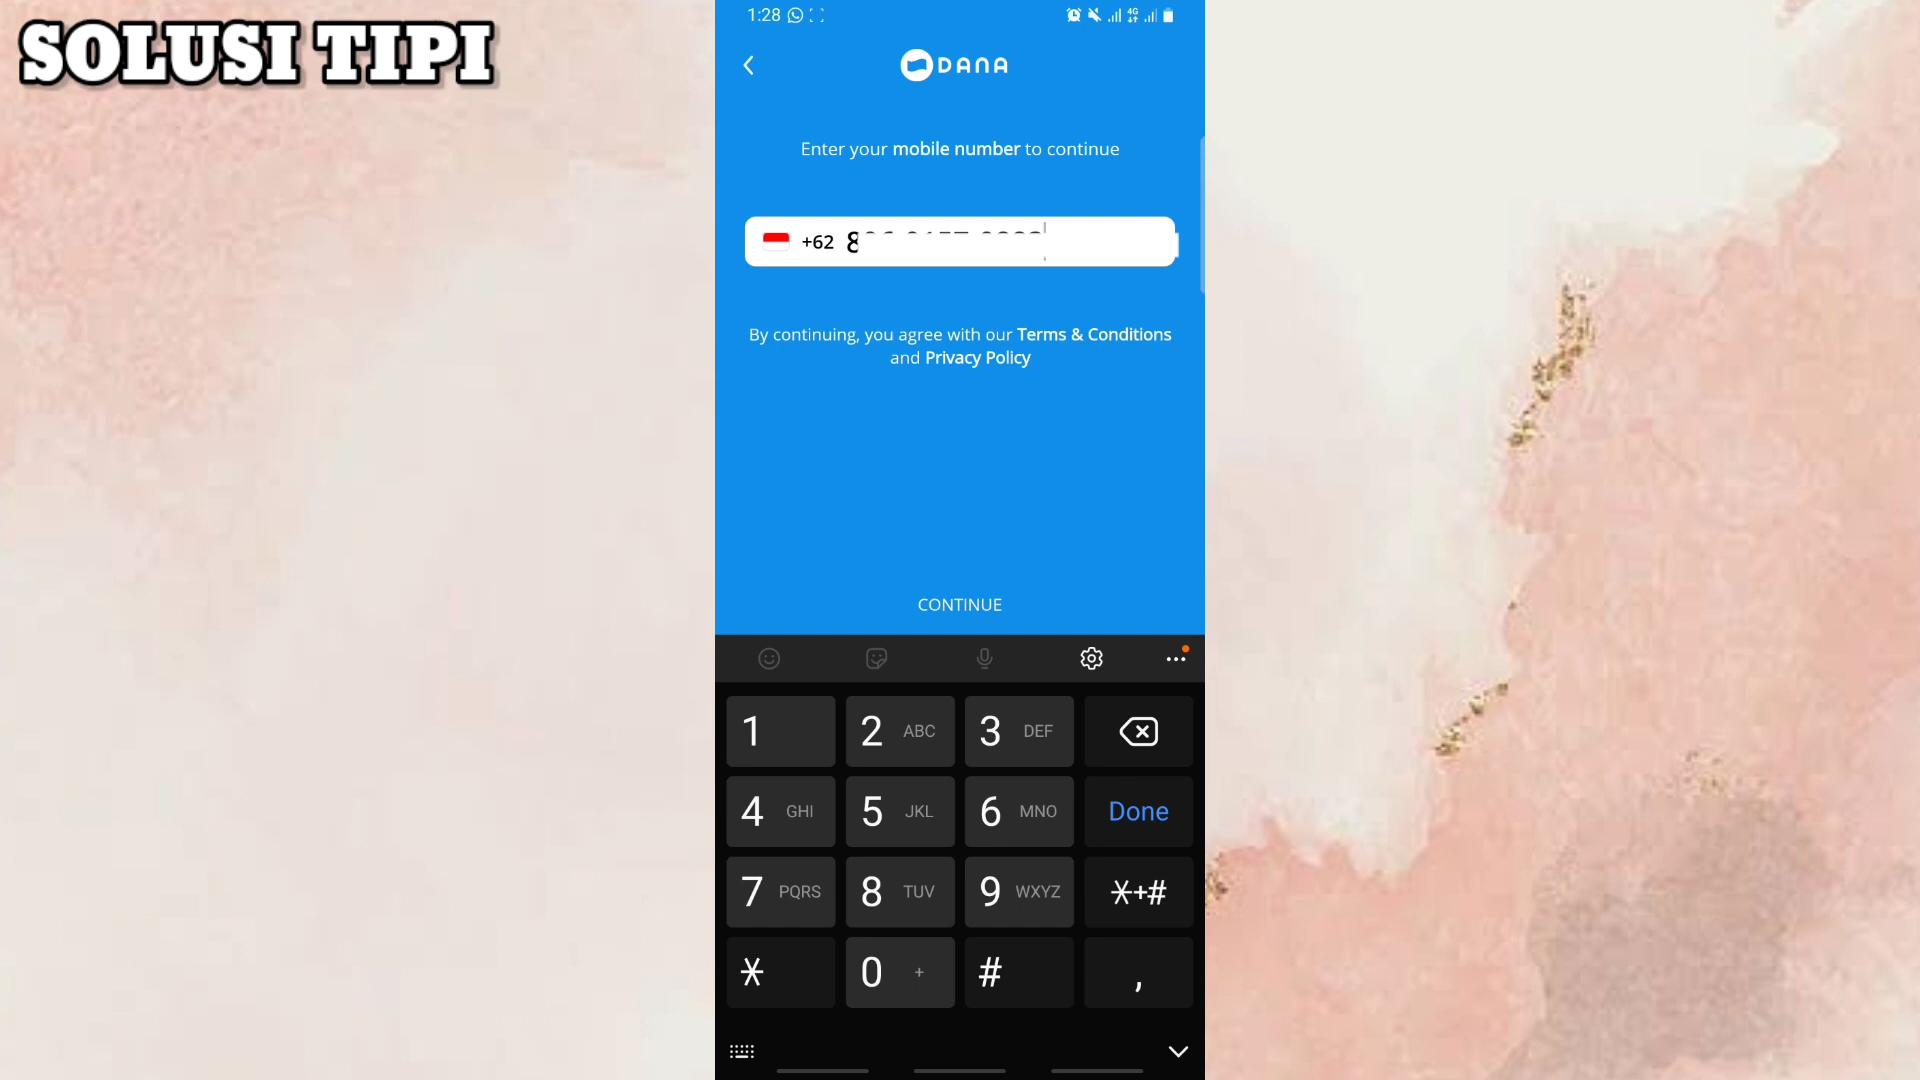 SOLUSI TIPI
1:28
4G
DANA
Enter your mobile number to continue
+62 8
By continuing, you agree with our Terms & Conditions
and Privacy Policy
CONTINUE
1
2 ABC
3 DEF
4 GHI
5 JKL
6 MNO
Done
7 PQRS
8 TUV
9 WXYZ
*+#
*
0 +
#
,